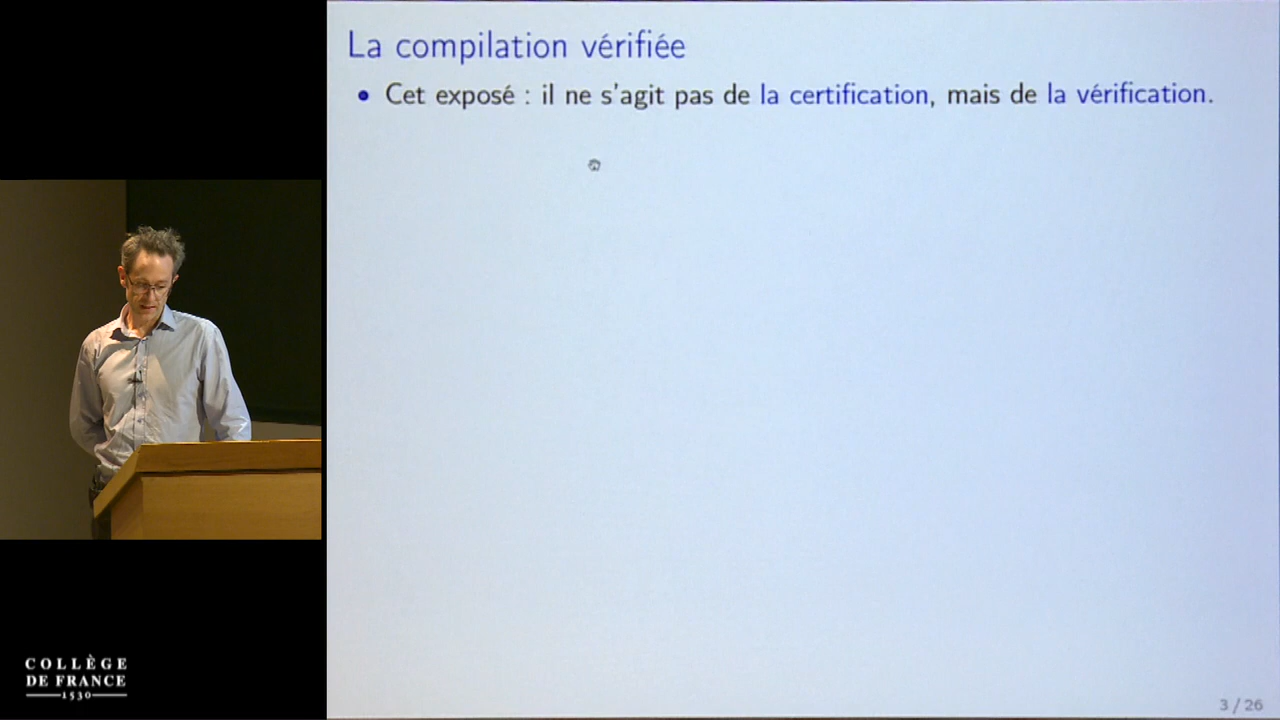 La compilation vérifiée
• Cet exposé : il ne s'agit pas de la certification, mais de la vérification.
COLLÈGE
DE FRANCE
1530
3 / 26